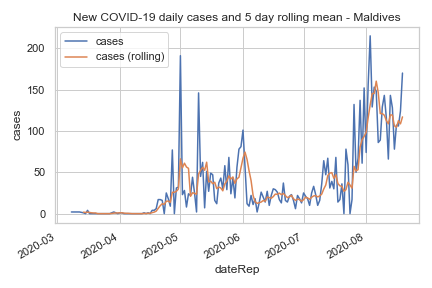 New COVID-19 daily cases and 5 day rolling mean - Maldives
cases
cases (rolling)
200
150
100
50
0
cases
2020-03
2020-04
2020-05
2020-06
2020-07
2020-08
dateRep